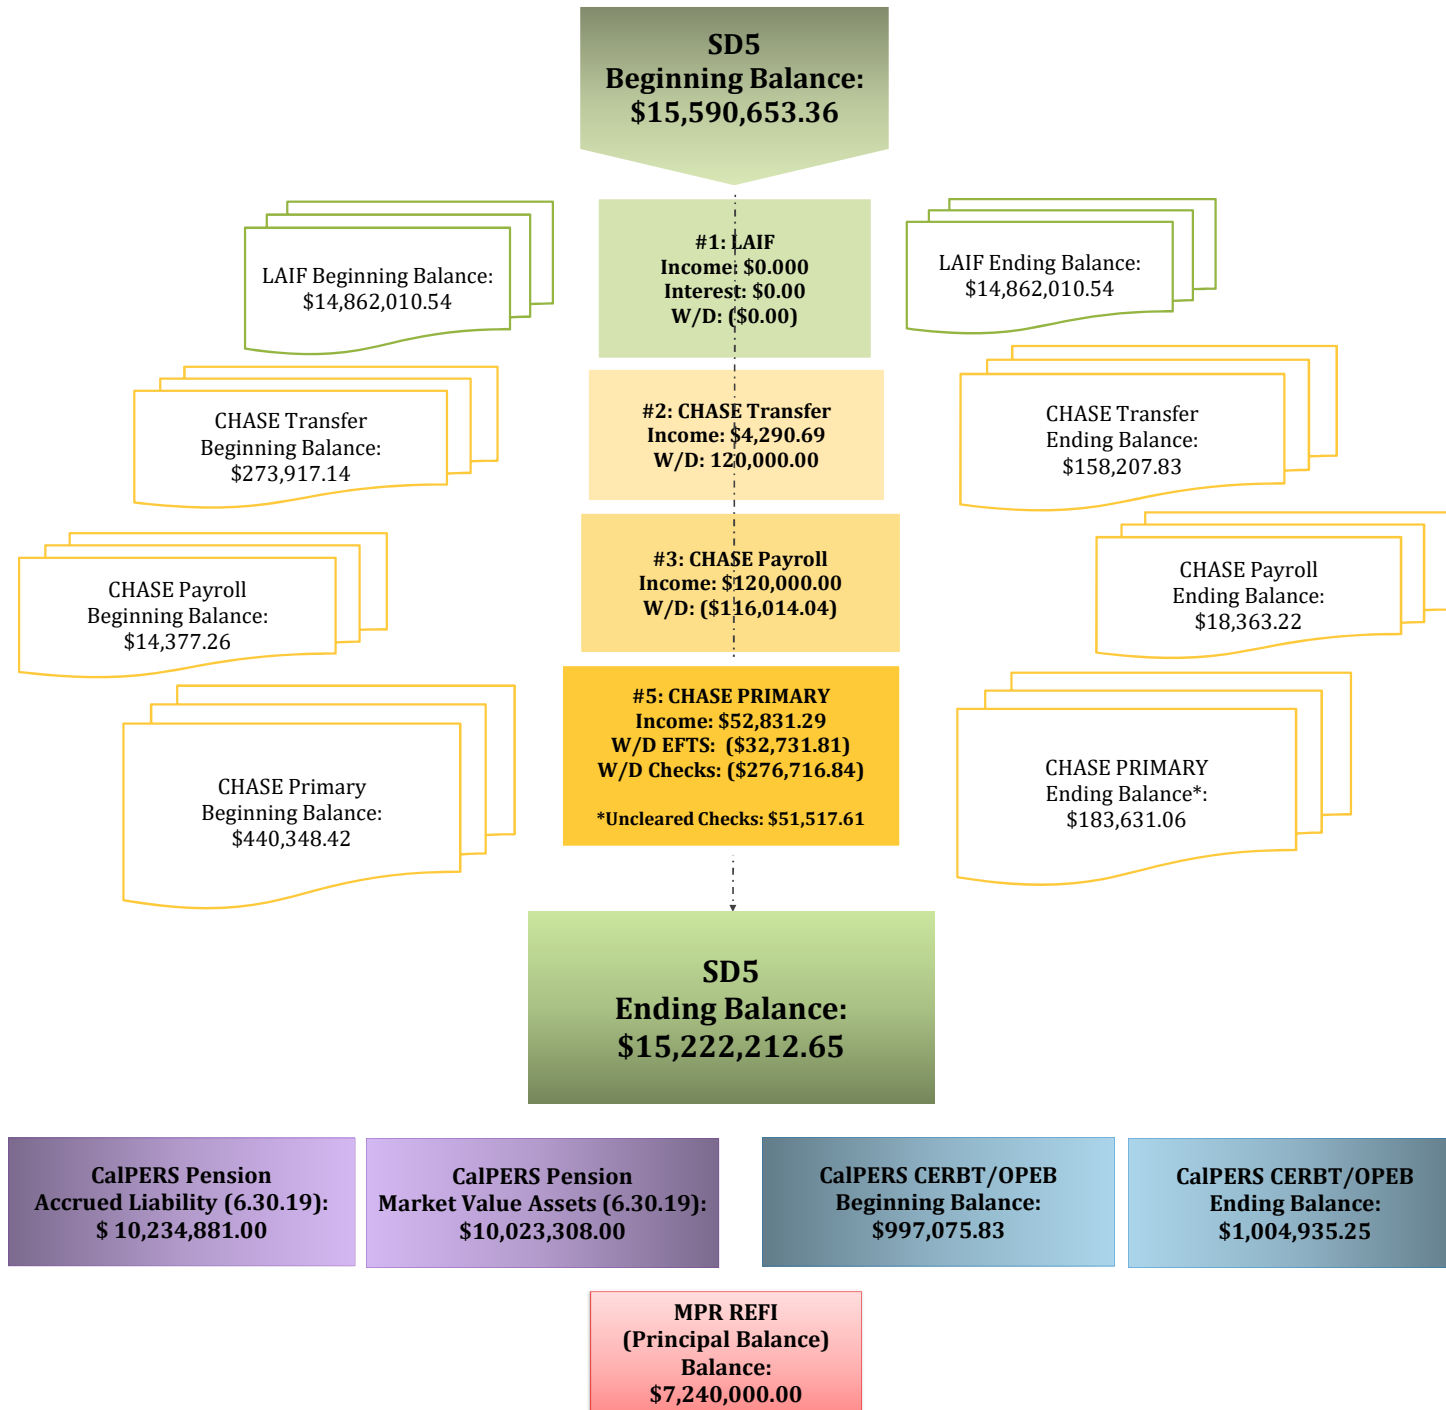 SD5
Beginning Balance:
$15,590,653.36
LAIF Beginning Balance:
$14,862,010.54
#1: LAIF
Income: $0.000
Interest: $0.00
W/D: ($0.00)
LAIF Ending Balance:
$14,862,010.54
CHASE Transfer
Beginning Balance:
$273,917.14
#2: CHASE Transfer
Income: $4,290.69
W/D: 120,000.00
CHASE Transfer
Ending Balance:
$158,207.83
CHASE Payroll
Beginning Balance:
$14,377.26
#3: CHASE Payroll
Income: $120,000.00
W/D: ($116,014.04)
CHASE Payroll
Ending Balance:
$18,363.22
CHASE Primary
Beginning Balance:
$440,348.42
#5: CHASE PRIMARY
Income: $52,831.29
W/D EFTS:  ($32,731.81)
W/D Checks: ($276,716.84)
*Uncleared Checks: $51,517.61
CHASE PRIMARY
Ending Balance*:
$183,631.06
SD5
Ending Balance:
$15,222,212.65
CalPERS Pension
Accrued Liability (6.30.19):
$ 10,234,881.00
CalPERS Pension
Market Value Assets (6.30.19):
$10,023,308.00
CalPERS CERBT/OPEB
Beginning Balance:
$997,075.83
CalPERS CERBT/OPEB
Ending Balance:
$1,004,935.25
MPR REFI
(Principal Balance)
Balance:
$7,240,000.00